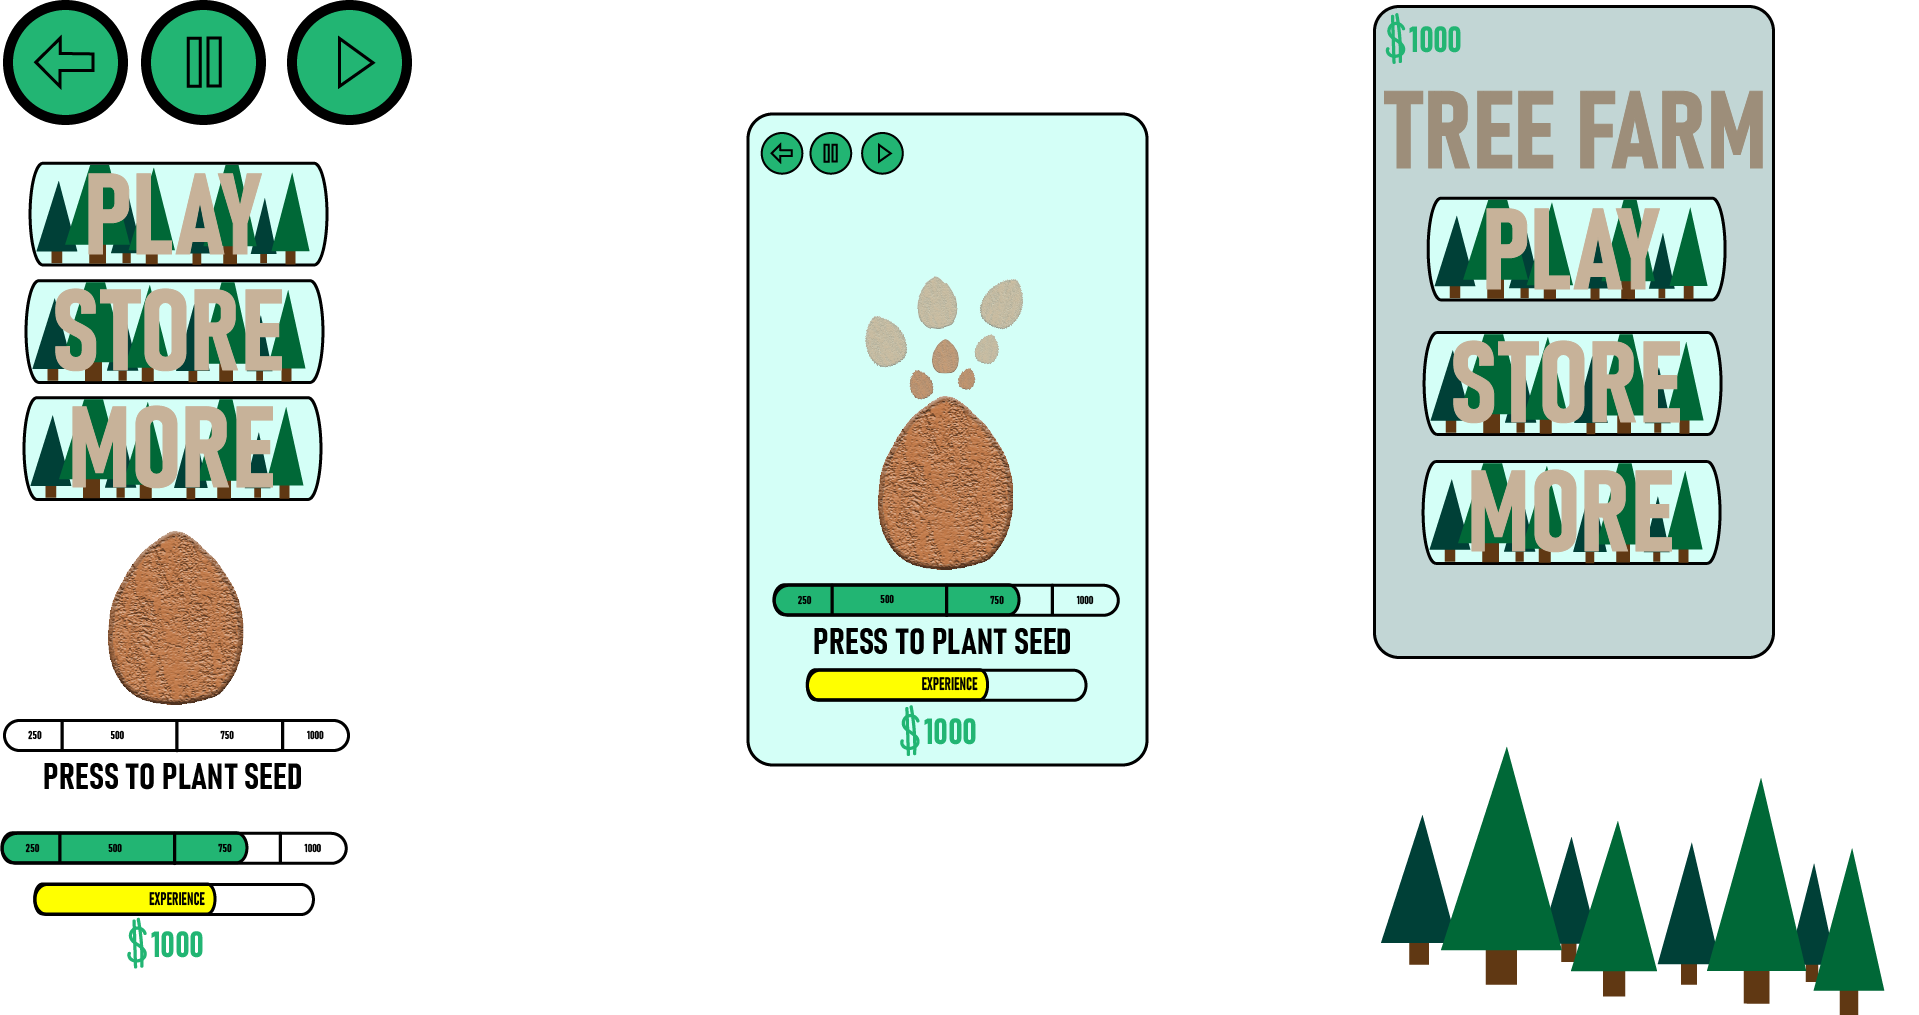 PLAY
STORE
MORE
250 500 750 1000
PRESS TO PLANT SEED
250 500 750 1000
EXPERIENCE
$1000
250 500 750 1000
PRESS TO PLANT SEED
EXPERIENCE
$1000
$1000
TREE FARM
PLAY
STORE
MORE